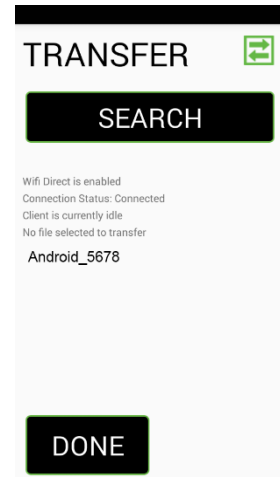 TRANSFER
SEARCH
Wifi Direct is enabled
Connection Status: Connected
Client is currently idle
No file selected to transfer
Android_5678
DONE